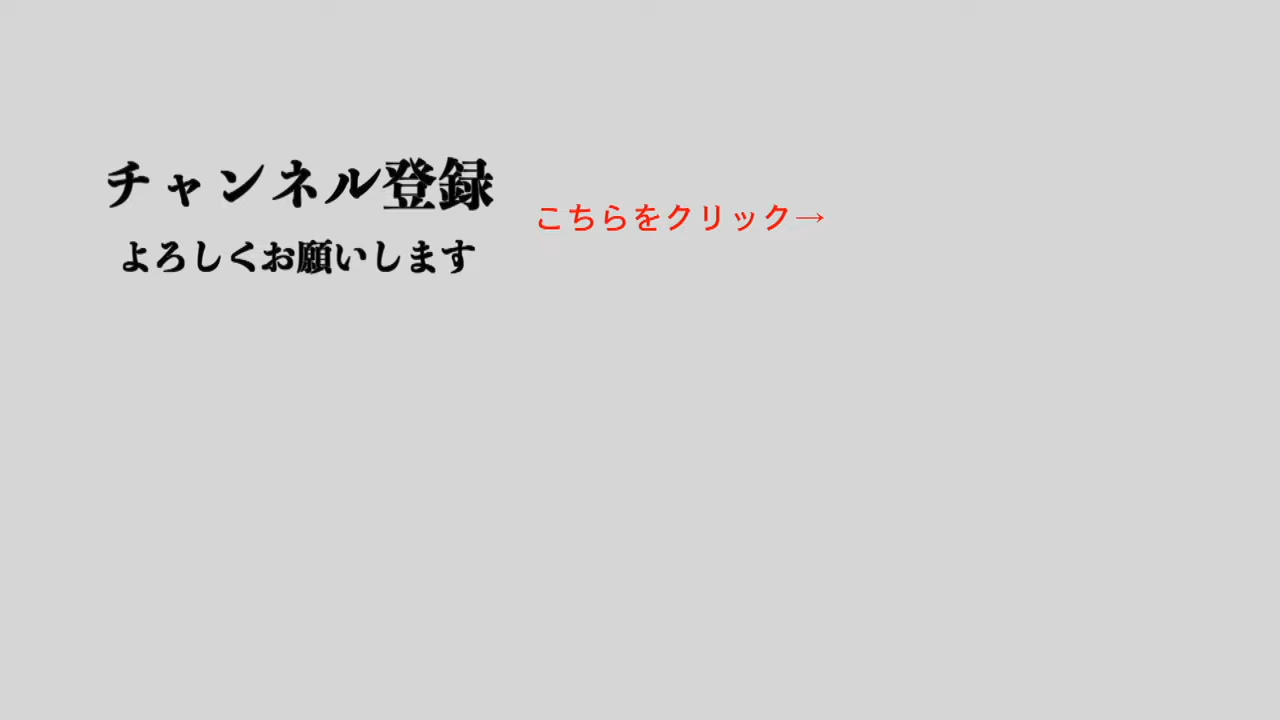 チャンネル登録
よろしくお願いします
こちらをクリック→